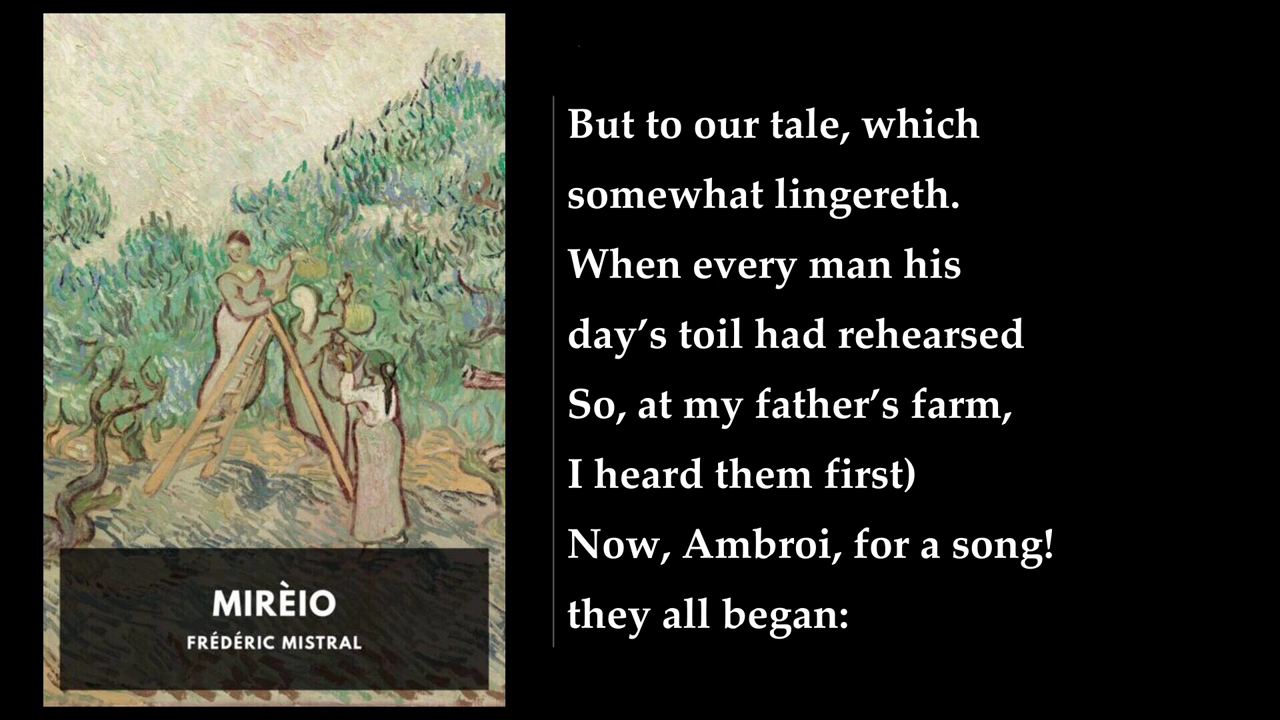 MIRÈIO
FRÉDÉRIC MISTRAL
But to our tale, which
somewhat lingereth.
When every man his
day’s toil had rehearsed
So, at my father’s farm,
I heard them first)
Now, Ambroi, for a song!
they all began: